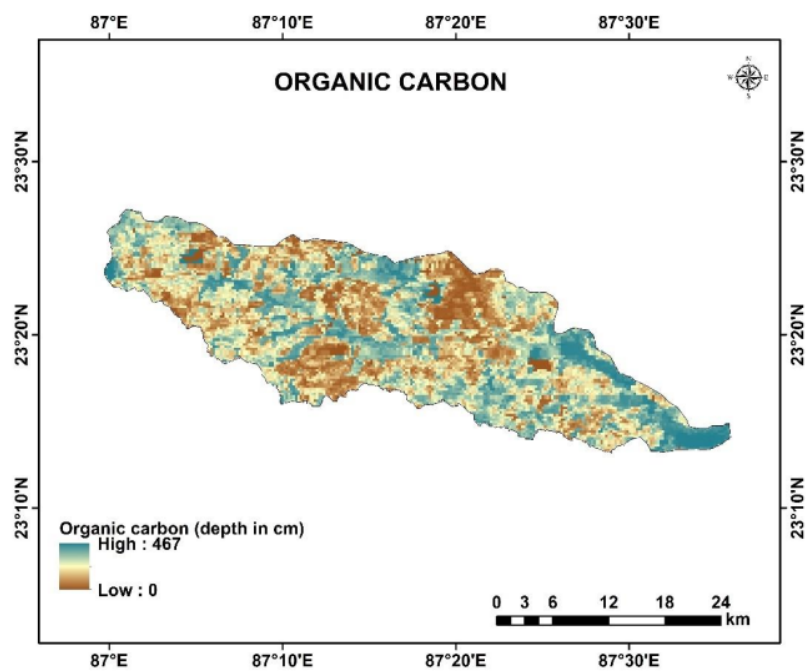 87°E 87°10'E 87°20'E 87°30'E
ORGANIC CARBON
N
S
23°30'N 23°30'N
23°20'N 23°20'N
23°10'N 23°10'N
Organic carbon (depth in cm)
High : 467
Low : 0
0 3 6 12 18 24
km
87°E 87°10'E 87°20'E 87°30'E